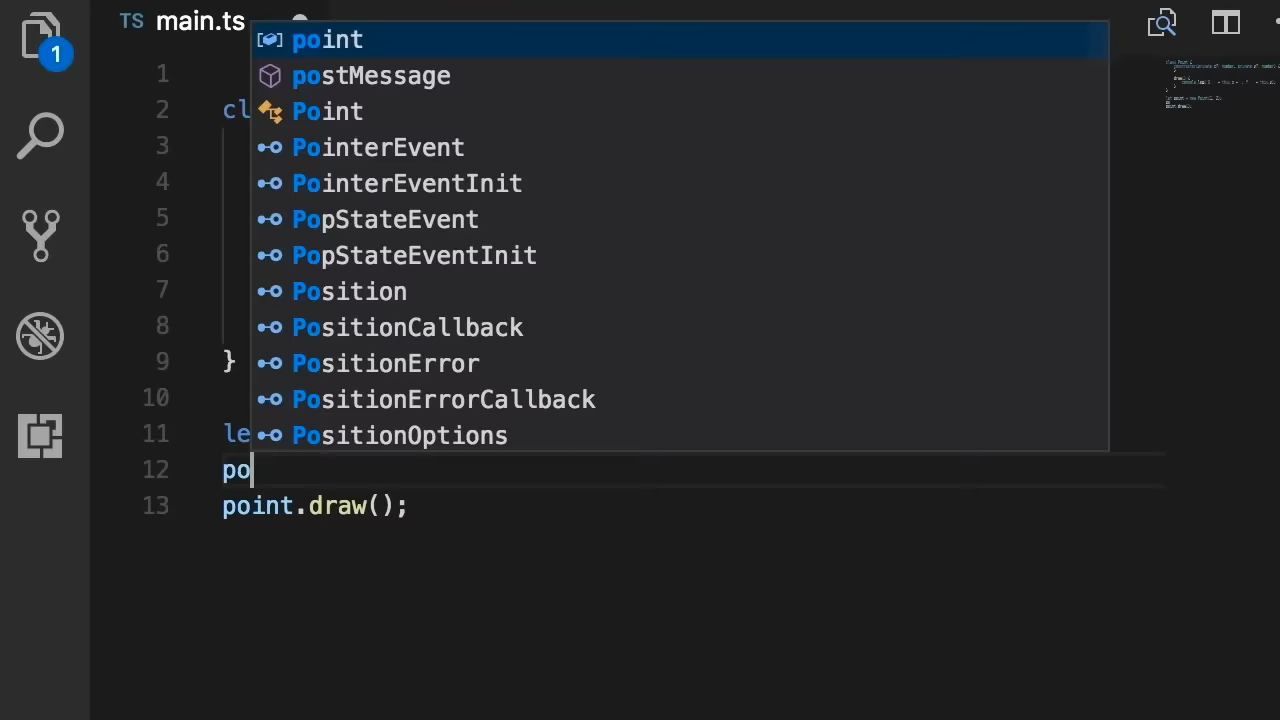 TS main.ts
1
1
2 cl
3
4
5
6
7
8
9 }
10
11 le
12 po
13 point.draw();
point
postMessage
Point
PointerEvent
PointerEventInit
PopStateEvent
PopStateEventInit
Position
PositionCallback
PositionError
PositionErrorCallback
PositionOptions